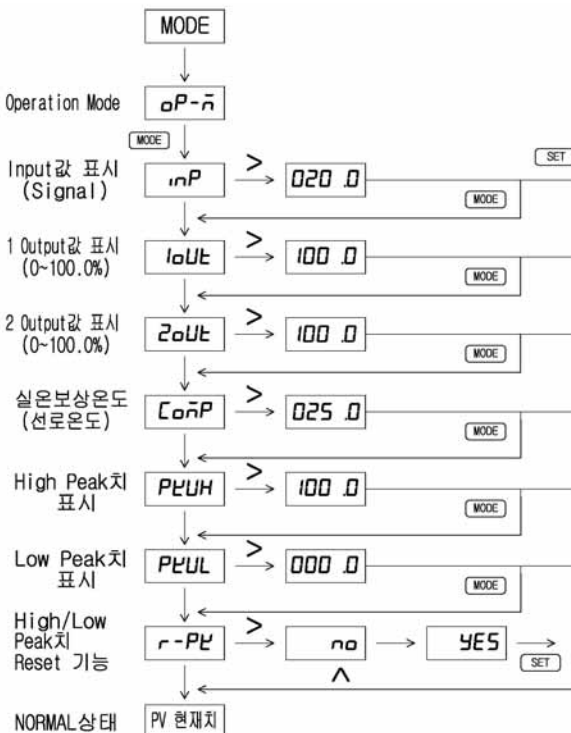 MODE
Operation Mode
oP-n̄
MODE
Input값 표시
(Signal)
inP
>
020 .0
SET
MODE
1 Output값 표시
(0~100.0%)
1oUt
>
100 .0
MODE
2 Output값 표시
(0~100.0%)
2oUt
>
100 .0
MODE
실온보상온도
(선로온도)
Con̄P
>
025 .0
MODE
High Peak치
표시
PKVH
>
100 .0
MODE
Low Peak치
표시
PKVL
>
000 .0
MODE
High/Low
Peak치
Reset 기능
r-PK
>
no
YES
SET
NORMAL상태
PV 현재치